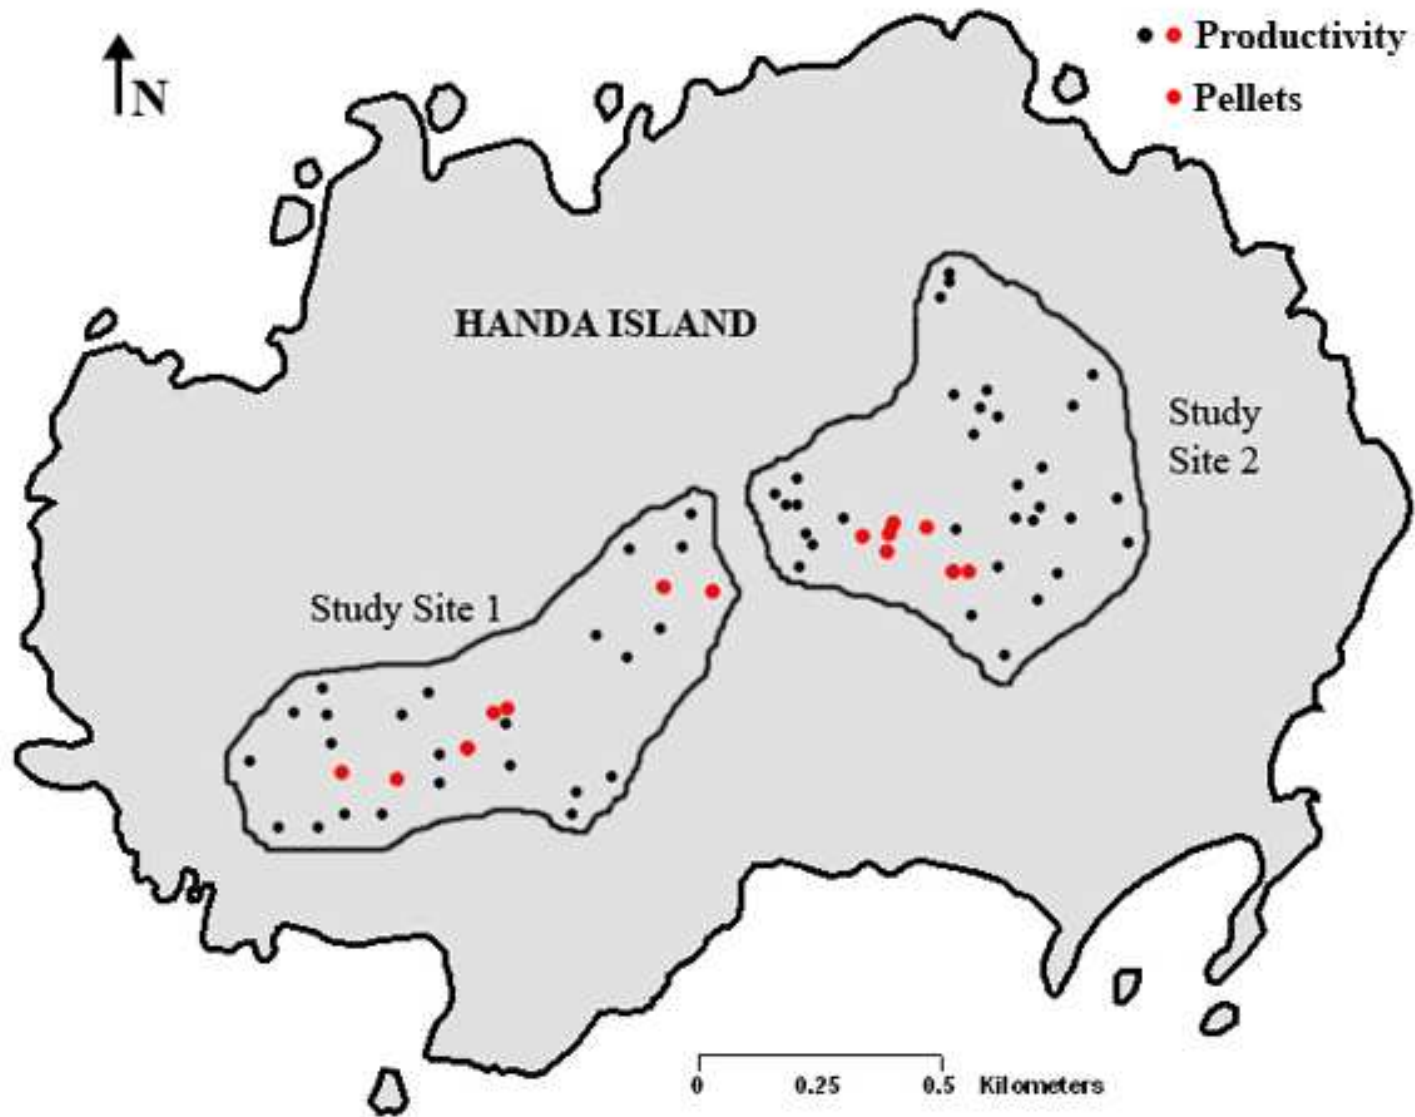 Productivity
Pellets
N
HANDA ISLAND
Study
Site 2
Study Site 1
0 0.25 0.5 Kilometers